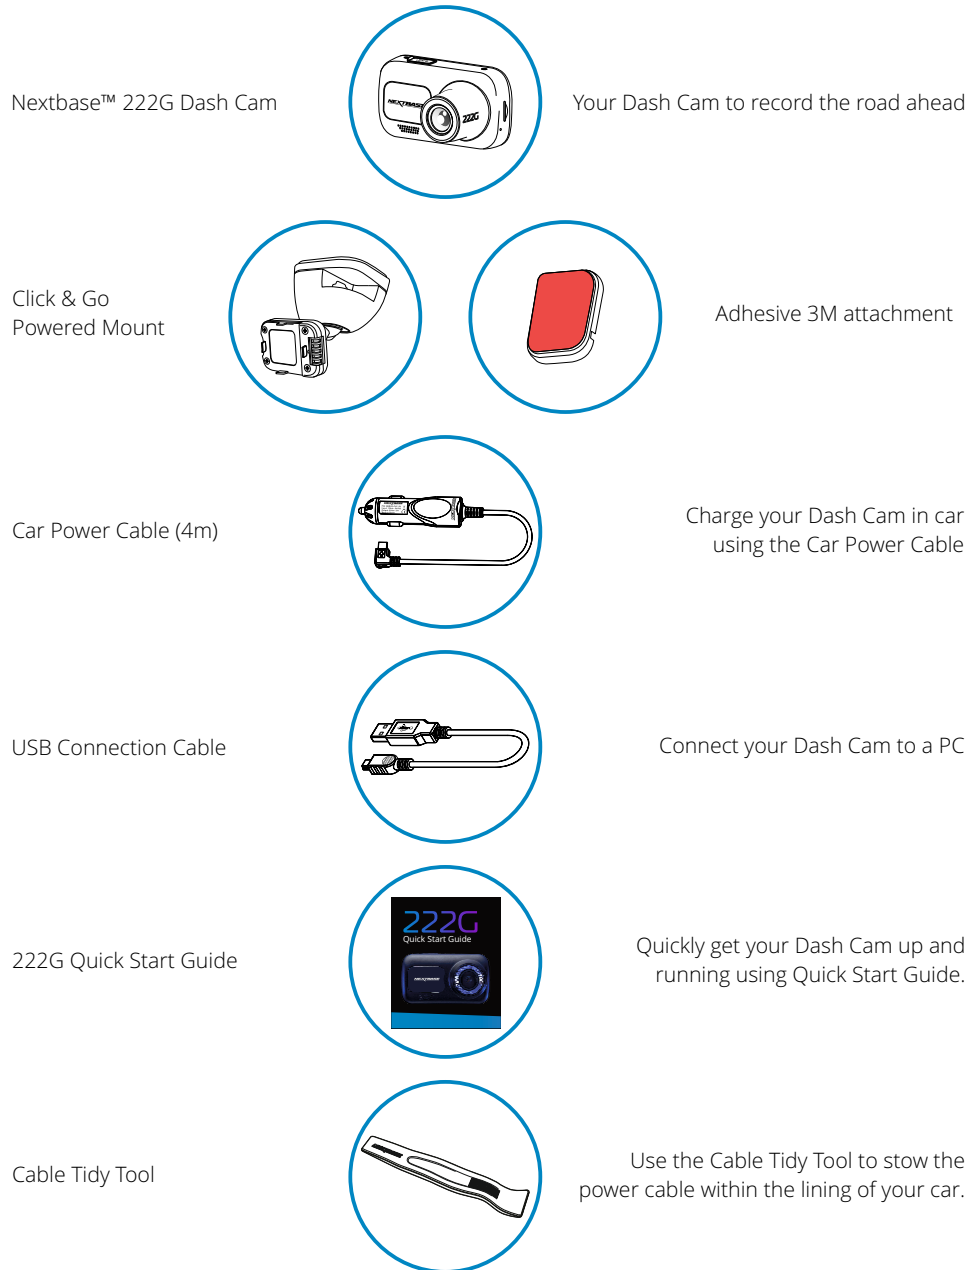 Nextbase™ 222G Dash Cam
NEXTBASE
222G
Your Dash Cam to record the road ahead
Click & Go
Powered Mount
Adhesive 3M attachment
Car Power Cable (4m)
Charge your Dash Cam in car
using the Car Power Cable
USB Connection Cable
Connect your Dash Cam to a PC
222G Quick Start Guide
222G
Quick Start Guide
NEXTBASE
Quickly get your Dash Cam up and
running using Quick Start Guide.
Cable Tidy Tool
Use the Cable Tidy Tool to stow the
power cable within the lining of your car.